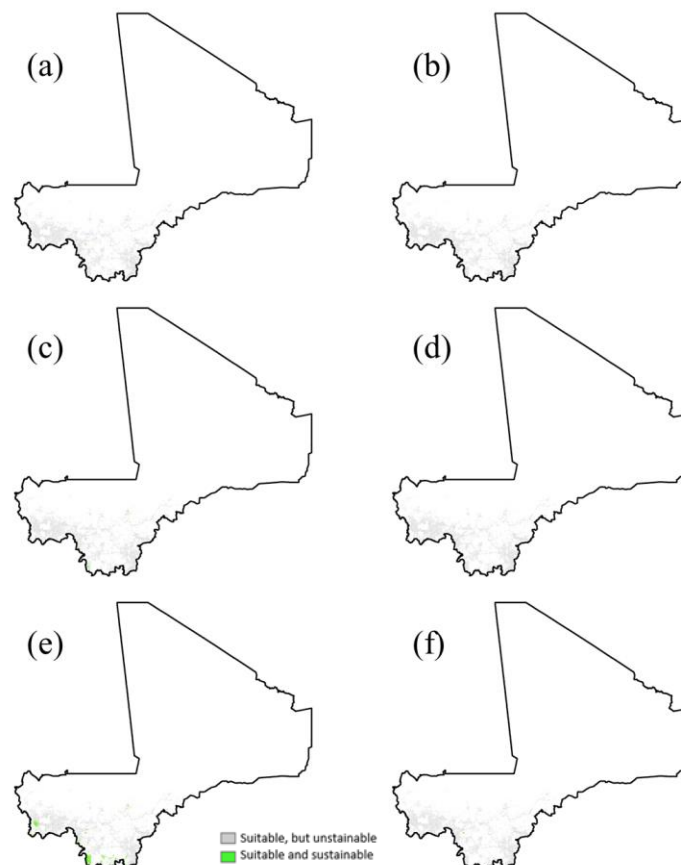 (a)
(b)
(c)
(d)
(e)
(f)
Suitable, but unstainable
Suitable and sustainable